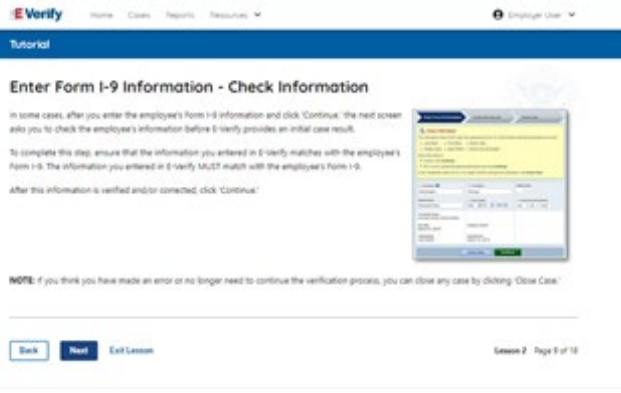 E-Verify
Home Cases Reports Resources Employer User
Tutorial
Enter Form I-9 Information - Check Information
In some cases, after you enter the employee's Form I-9 information and click 'Continue,' the next screen
asks you to check the employee's information before E-Verify provides an initial case result.
To complete this step, ensure that the information you entered in E-Verify matches with the employee's
Form I-9. The information you entered in E-Verify MUST match with the employee's Form I-9.
After this information is verified and/or corrected, click 'Continue.'
NOTE: If you think you have made an error or no longer need to continue the verification process, you can close any case by clicking 'Close Case.'
Back Next Exit Lesson Lesson 2 Page 9 of 18